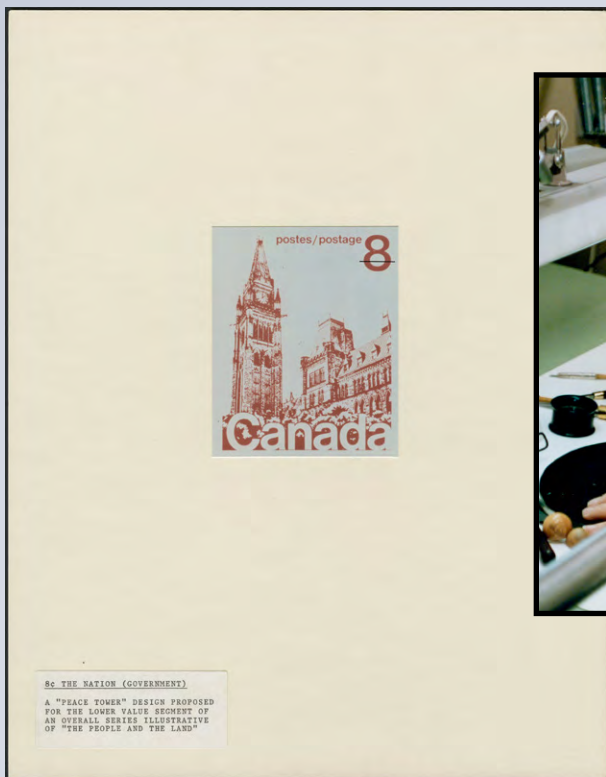 postes/postage 8
Canada
8¢ THE NATION (GOVERNMENT)
A "PEACE TOWER" DESIGN PROPOSED
FOR THE LOWER VALUE SEGMENT OF
AN OVERALL SERIES ILLUSTRATIVE
OF "THE PEOPLE AND THE LAND"